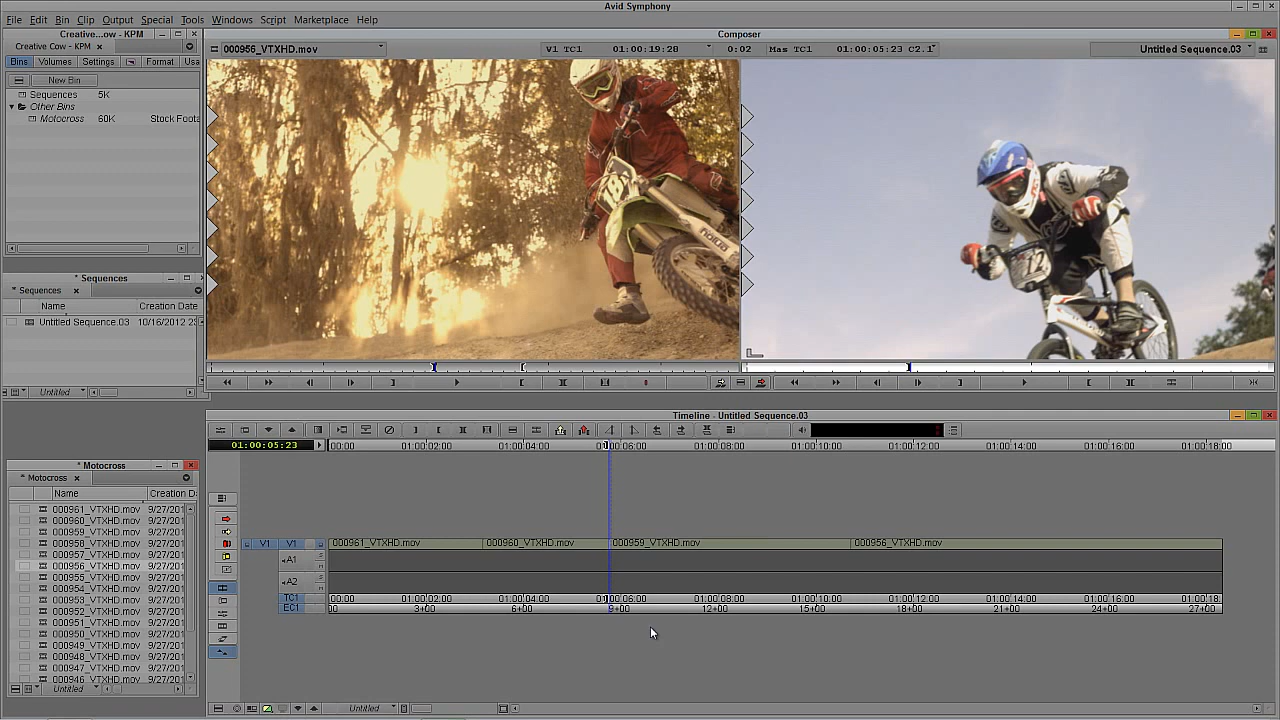 Avid Symphony
File Edit Bin Clip Output Special Tools Windows Script Marketplace Help
Creative...ow - KPM
Creative Cow - KPM
Bins Volumes Settings Format Usa
New Bin
Sequences 5K
Other Bins
Motocross 60K Stock Foota
Composer
000956_VTXHD.mov V1 TC1 01:00:19:28 0:02 Mas TC1 01:00:05:23 C2.1 Untitled Sequence.03
12
* Sequences
* Sequences
Name Creation Date
Untitled Sequence.03
Untitled
Timeline - Untitled Sequence.03
01:00:05:23
00:00 01:00:02:00 01:00:04:00 01:00:06:00 01:00:08:00 01:00:10:00 01:00:12:00 01:00:14:00 01:00:16:00 01:00:18:00
V1 V1 000961_VTXHD.mov 000960_VTXHD.mov 000959_VTXHD.mov 000956_VTXHD.mov
A1
A2
TC1 00:00 01:00:02:00 01:00:04:00 01:00:06:00 01:00:08:00 01:00:10:00 01:00:12:00 01:00:14:00 01:00:16:00 01:00:18
EC1 00 3+00 6+00 9+00 12+00 15+00 18+00 21+00 24+00 27+00
Untitled
* Motocross
* Motocross
Name Creation D
000961_VTXHD.mov 9/27/201
000960_VTXHD.mov 9/27/201
000959_VTXHD.mov 9/27/201
000958_VTXHD.mov 9/27/201
000957_VTXHD.mov 9/27/201
000956_VTXHD.mov 9/27/201
000955_VTXHD.mov 9/27/201
000954_VTXHD.mov 9/27/201
000953_VTXHD.mov 9/27/201
000952_VTXHD.mov 9/27/201
000951_VTXHD.mov 9/27/201
000950_VTXHD.mov 9/27/201
000949_VTXHD.mov 9/27/201
000948_VTXHD.mov 9/27/201
000947_VTXHD.mov 9/27/201
000946_VTXHD.mov 9/27/201
Untitled